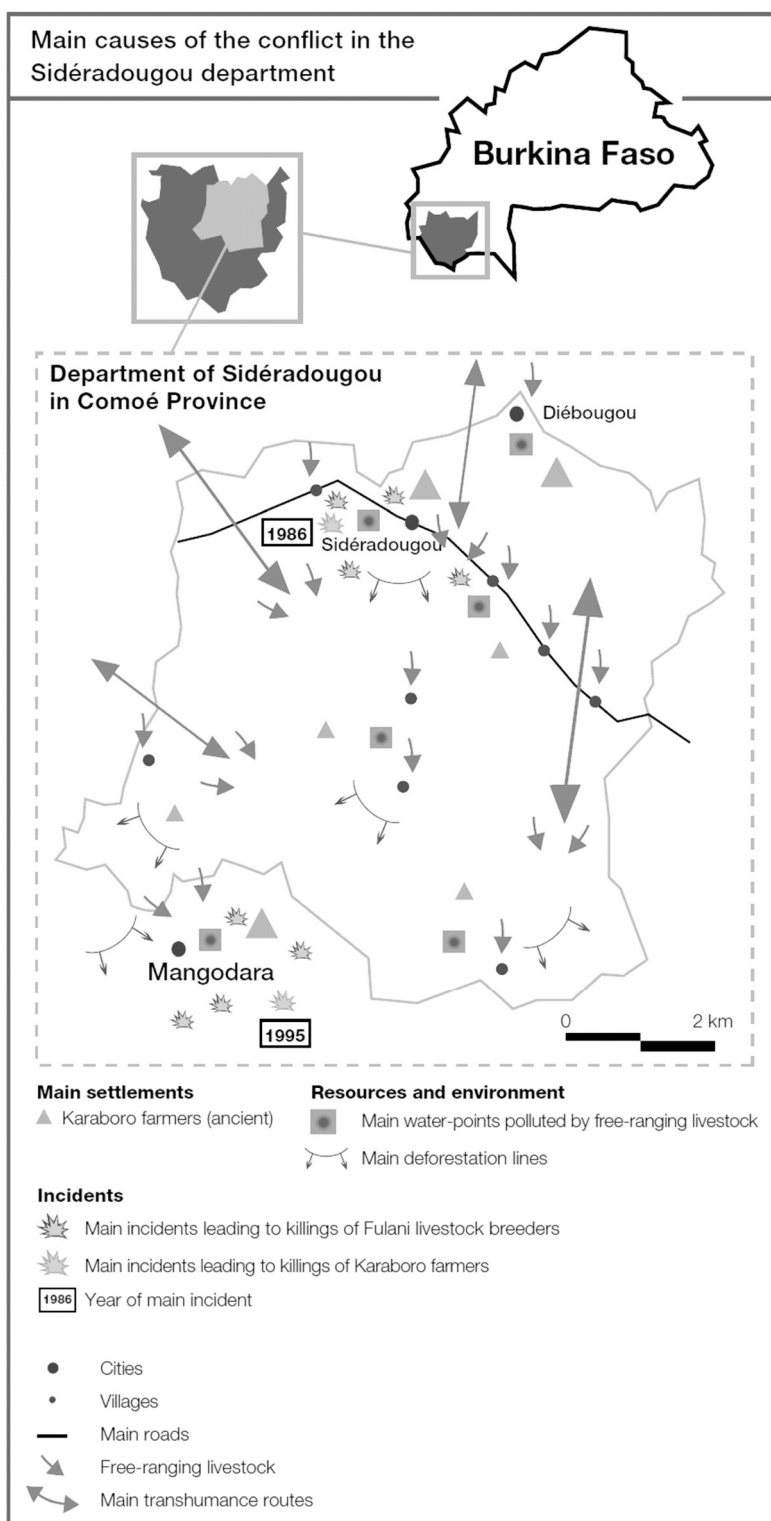 Main causes of the conflict in the
Sidéradougou department
Burkina Faso
Department of Sidéradougou
in Comoé Province
Diébougou
1986
Sidéradougou
Mangodara
1995
0 2 km
Main settlements
Karaboro farmers (ancient)
Resources and environment
Main water-points polluted by free-ranging livestock
Main deforestation lines
Incidents
Main incidents leading to killings of Fulani livestock breeders
Main incidents leading to killings of Karaboro farmers
1986 Year of main incident
Cities
Villages
Main roads
Free-ranging livestock
Main transhumance routes